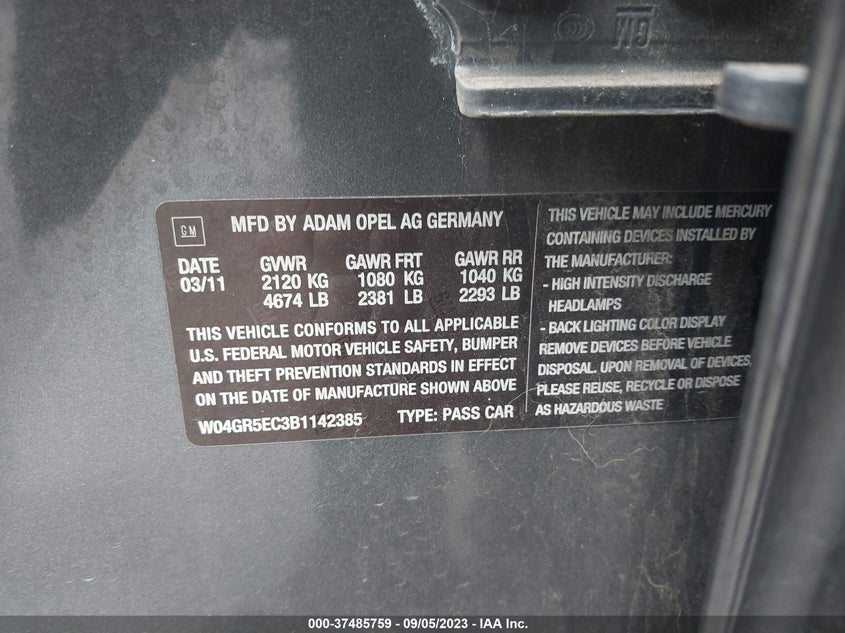 GM
MFD BY ADAM OPEL AG GERMANY
DATE GVWR GAWR FRT GAWR RR
03/11 2120 KG 1080 KG 1040 KG
4674 LB 2381 LB 2293 LB
THIS VEHICLE CONFORMS TO ALL APPLICABLE
U.S. FEDERAL MOTOR VEHICLE SAFETY, BUMPER
AND THEFT PREVENTION STANDARDS IN EFFECT
ON THE DATE OF MANUFACTURE SHOWN ABOVE
W04GR5EC3B1142385 TYPE: PASS CAR
THIS VEHICLE MAY INCLUDE MERCURY
CONTAINING DEVICES INSTALLED BY
THE MANUFACTURER:
- HIGH INTENSITY DISCHARGE
HEADLAMPS
- BACK LIGHTING COLOR DISPLAY
REMOVE DEVICES BEFORE VEHICLE
DISPOSAL. UPON REMOVAL OF DEVICES,
PLEASE REUSE, RECYCLE OR DISPOSE
AS HAZARDOUS WASTE
000-37485759 - 09/05/2023 - IAA Inc.